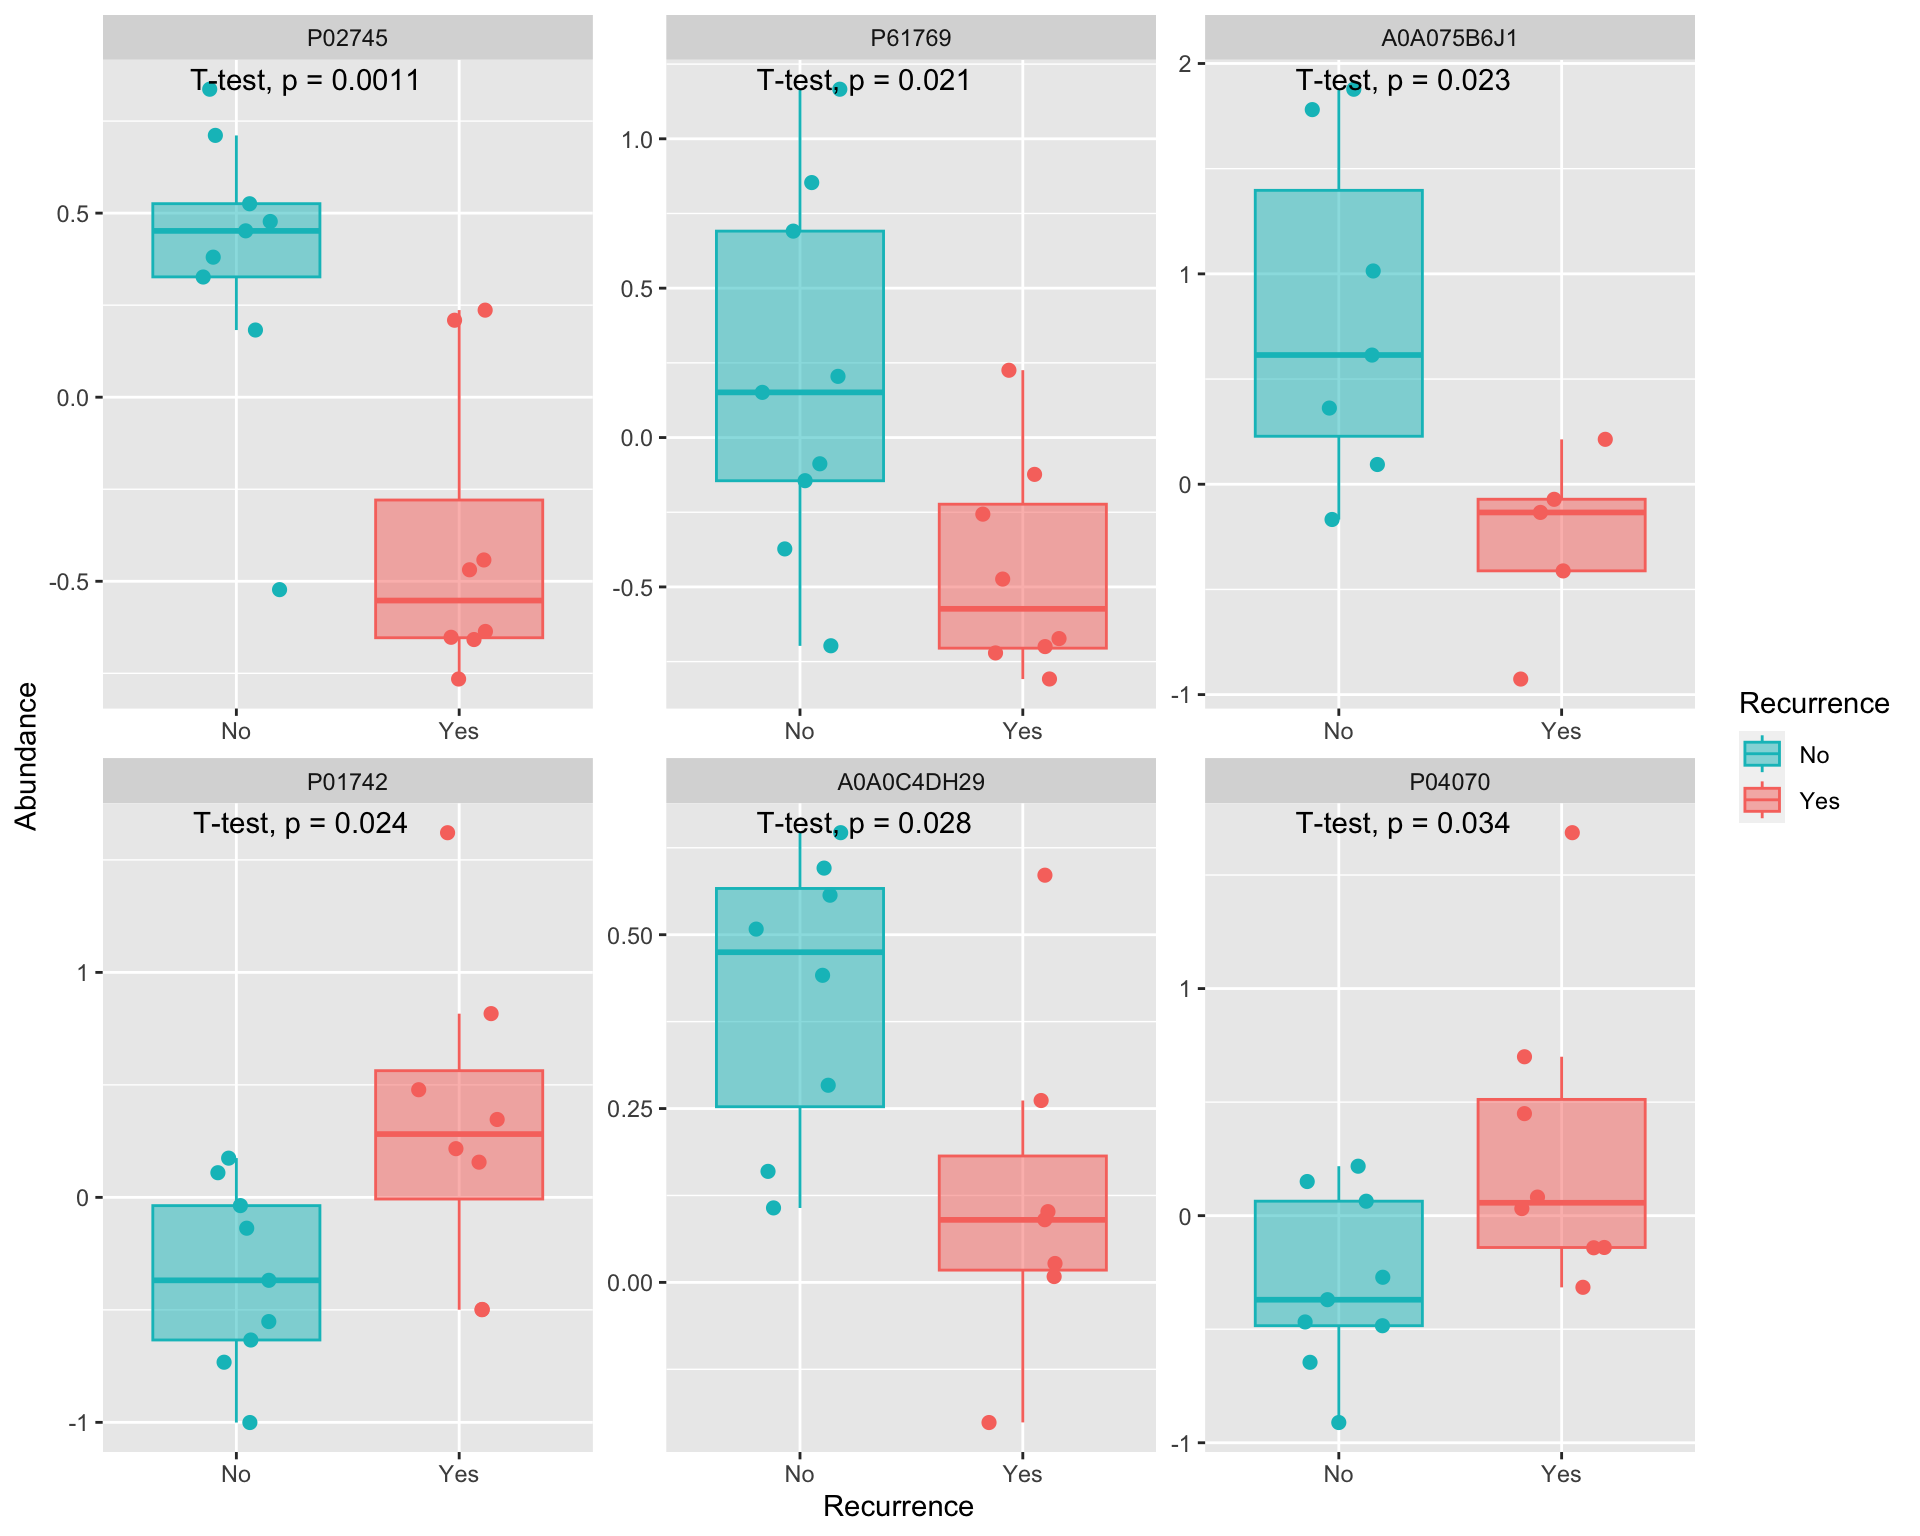 P02745
P61769
A0A075B6J1
T-test, p = 0.0011
T-test, p = 0.021
T-test, p = 0.023
0.5
0.0
-0.5
1.0
0.5
0.0
-0.5
2
1
0
-1
No
Yes
No
Yes
No
Yes
Abundance
P01742
A0A0C4DH29
P04070
T-test, p = 0.024
T-test, p = 0.028
T-test, p = 0.034
1
0
-1
0.50
0.25
0.00
1
0
-1
No
Yes
No
Yes
No
Yes
Recurrence
Recurrence
No
Yes